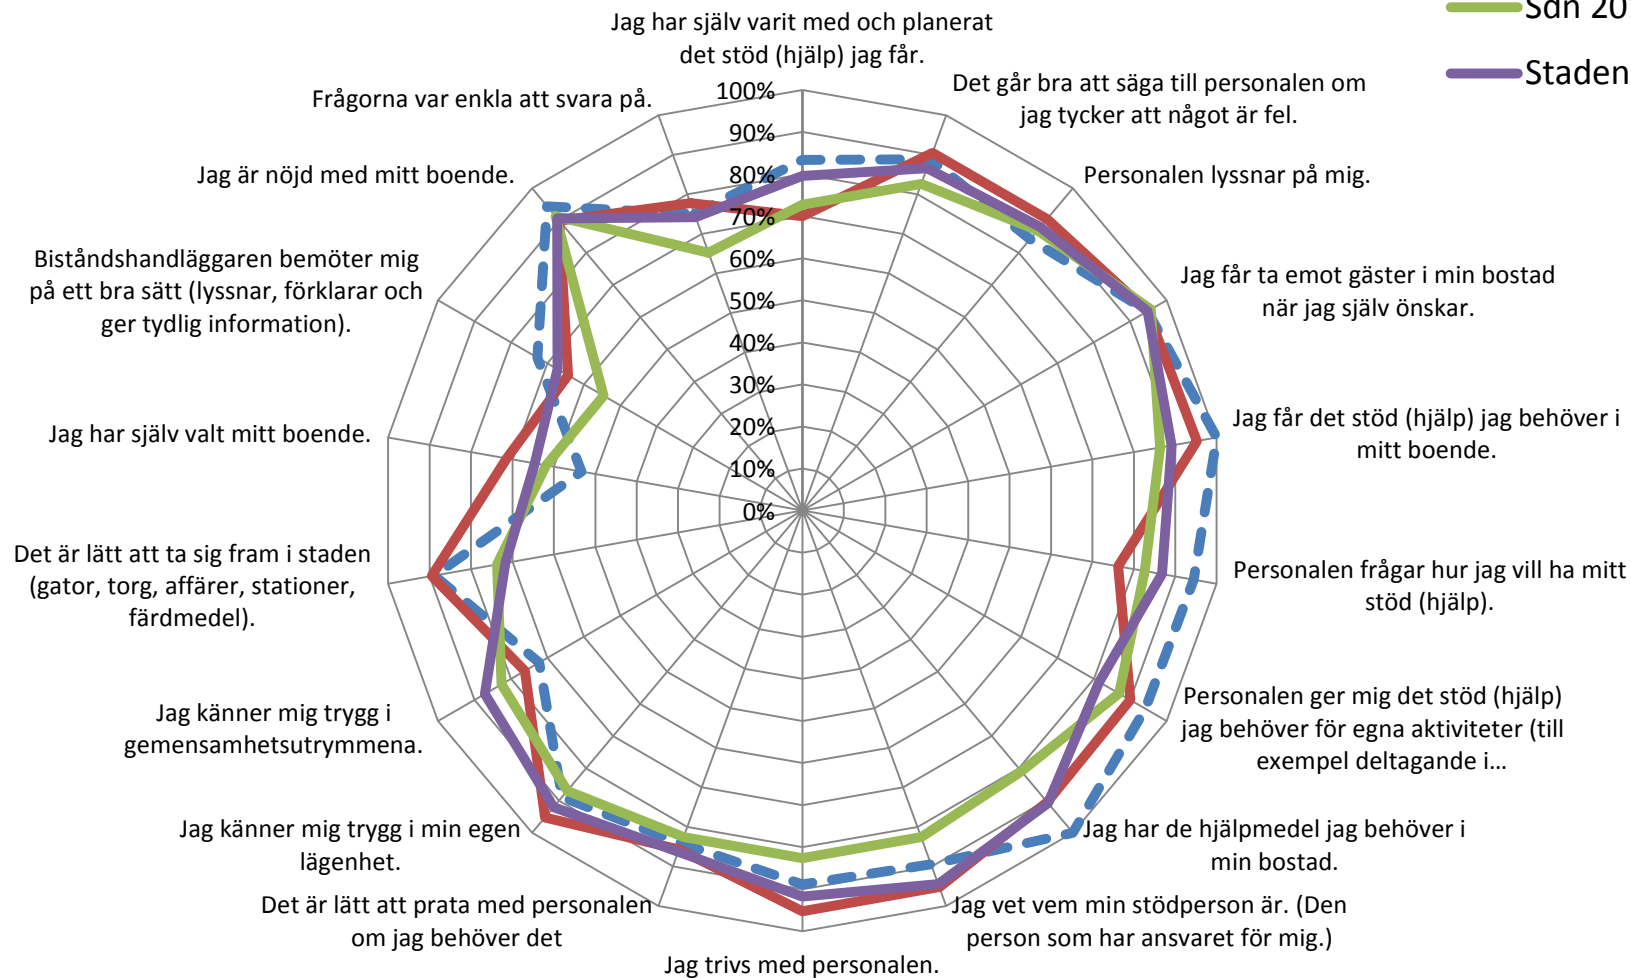 Sdn 20
Staden
Jag har själv varit med och planerat
det stöd (hjälp) jag får.
Det går bra att säga till personalen om
jag tycker att något är fel.
Personalen lyssnar på mig.
Jag får ta emot gäster i min bostad
när jag själv önskar.
Jag får det stöd (hjälp) jag behöver i
mitt boende.
Personalen frågar hur jag vill ha mitt
stöd (hjälp).
Personalen ger mig det stöd (hjälp)
jag behöver för egna aktiviteter (till
exempel deltagande i…
Jag har de hjälpmedel jag behöver i
min bostad.
Jag vet vem min stödperson är. (Den
person som har ansvaret för mig.)
Jag trivs med personalen.
Det är lätt att prata med personalen
om jag behöver det
Jag känner mig trygg i min egen
lägenhet.
Jag känner mig trygg i
gemensamhetsutrymmena.
Det är lätt att ta sig fram i staden
(gator, torg, affärer, stationer,
färdmedel).
Jag har själv valt mitt boende.
Biståndshandläggaren bemöter mig
på ett bra sätt (lyssnar, förklarar och
ger tydlig information).
Jag är nöjd med mitt boende.
Frågorna var enkla att svara på.
100%
90%
80%
70%
60%
50%
40%
30%
20%
10%
0%